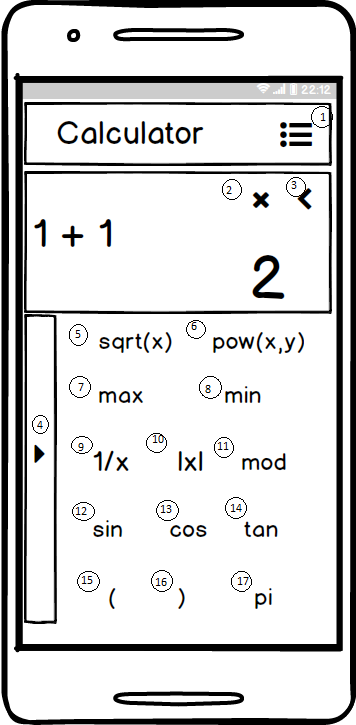 22:12
Calculator 1
2 × 3 <
1 + 1
2
5 sqrt(x) 6 pow(x,y)
7 max 8 min
4
9 1/x 10 |x| 11 mod
12 sin 13 cos 14 tan
15 ( 16 ) 17 pi